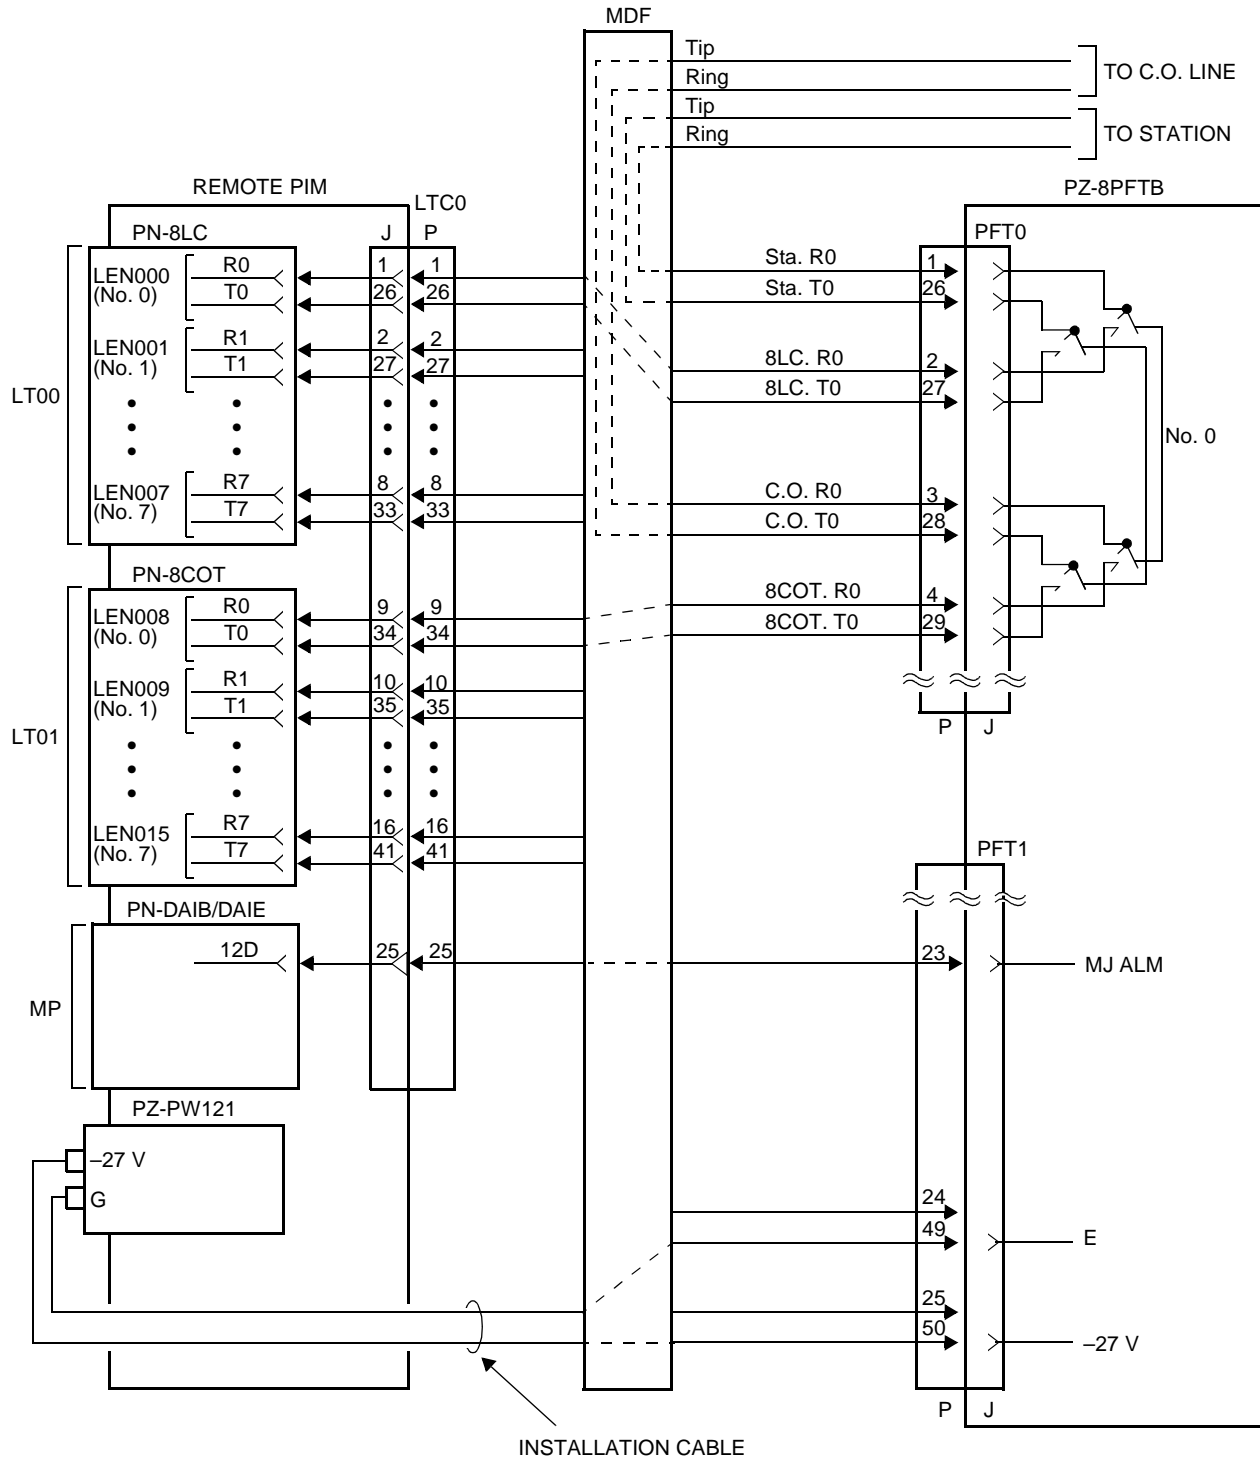 MDF
Tip
Ring
TO C.O. LINE
Tip
Ring
TO STATION
REMOTE PIM
LTC0
PZ-8PFTB
PN-8LC
J
P
PFT0
LT00
LEN000
(No. 0)
R0
1
1
T0
26
26
LEN001
(No. 1)
R1
2
2
T1
27
27
LEN007
(No. 7)
R7
8
8
T7
33
33
Sta. R0
1
Sta. T0
26
8LC. R0
2
8LC. T0
27
C.O. R0
3
C.O. T0
28
8COT. R0
4
8COT. T0
29
No. 0
P
J
PN-8COT
LT01
LEN008
(No. 0)
R0
9
9
T0
34
34
LEN009
(No. 1)
R1
10
10
T1
35
35
LEN015
(No. 7)
R7
16
16
T7
41
41
PFT1
PN-DAIB/DAIE
MP
12D
25
25
23
MJ ALM
PZ-PW121
–27 V
G
24
49
E
25
50
–27 V
P
J
INSTALLATION CABLE